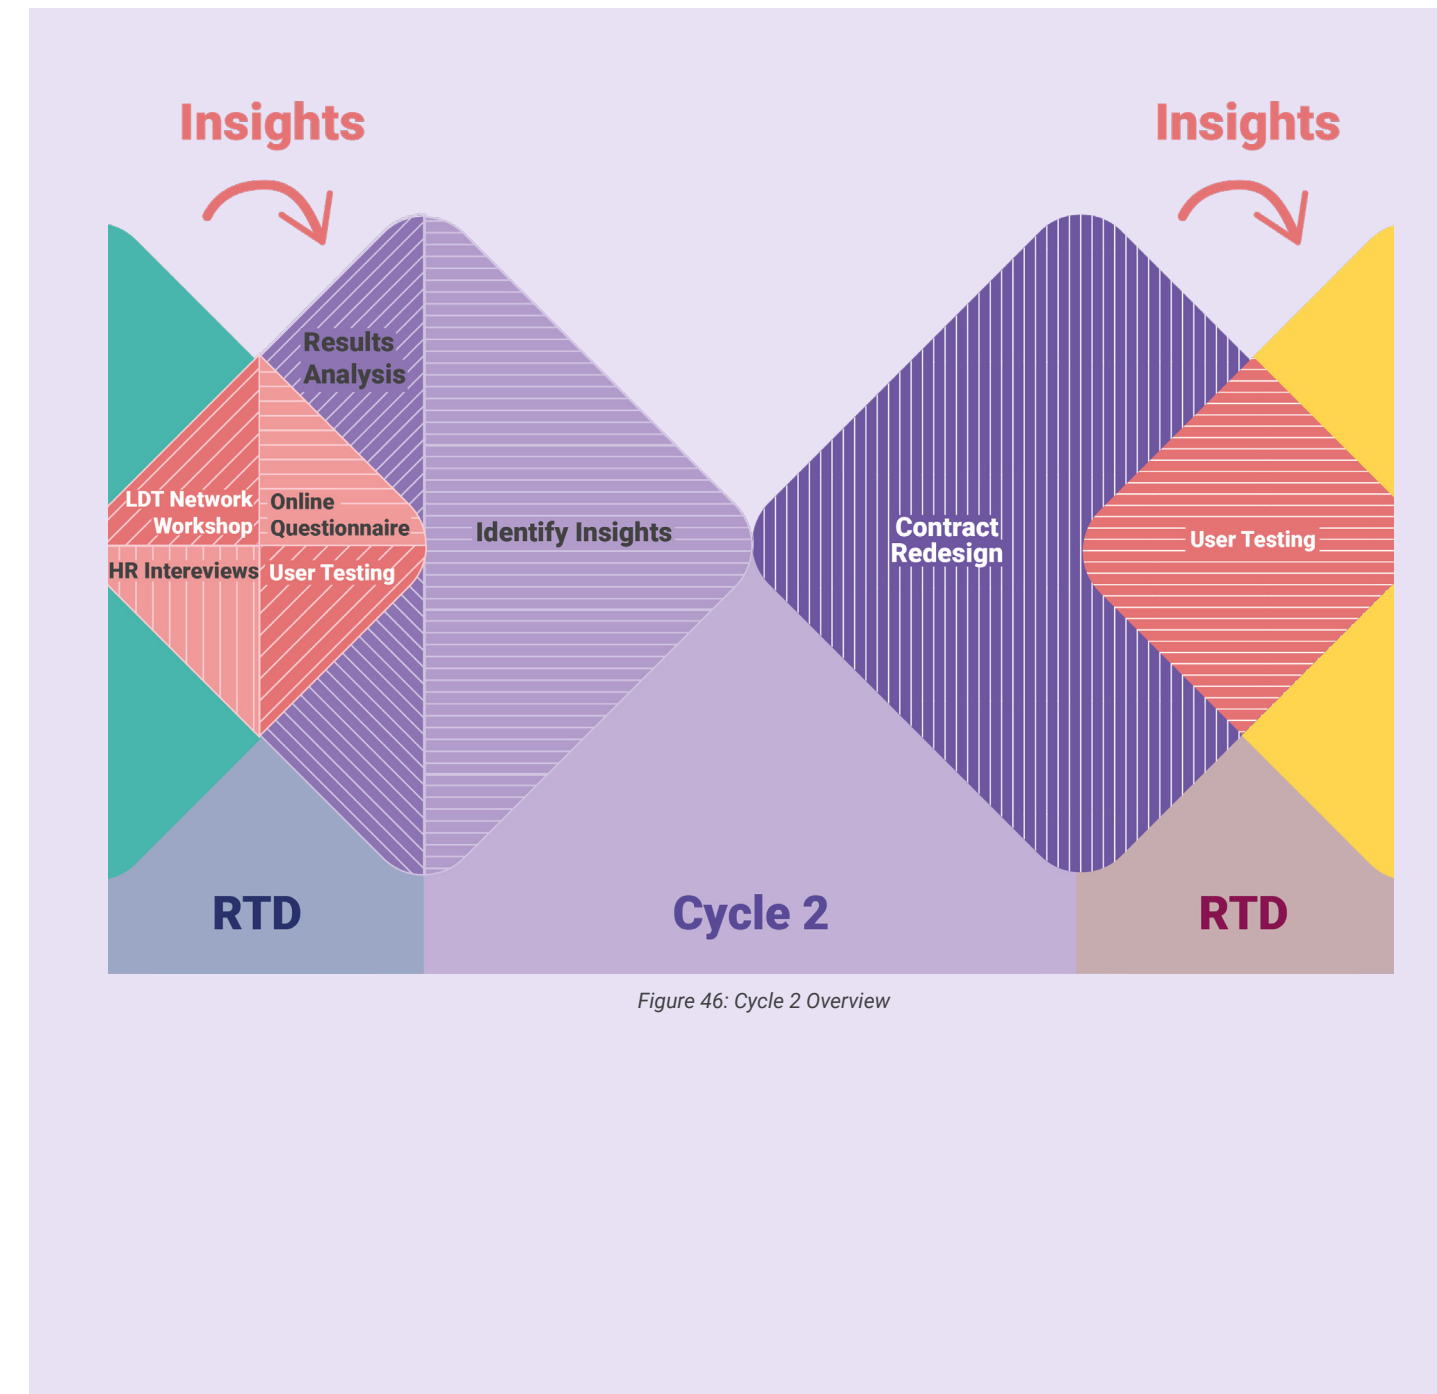 Insights
Insights
Results
Analysis
LDT Network
Workshop
Online
Questionnaire
HR Intereviews
User Testing
Identify Insights
Contract
Redesign
User Testing
RTD
Cycle 2
RTD
Figure 46: Cycle 2 Overview